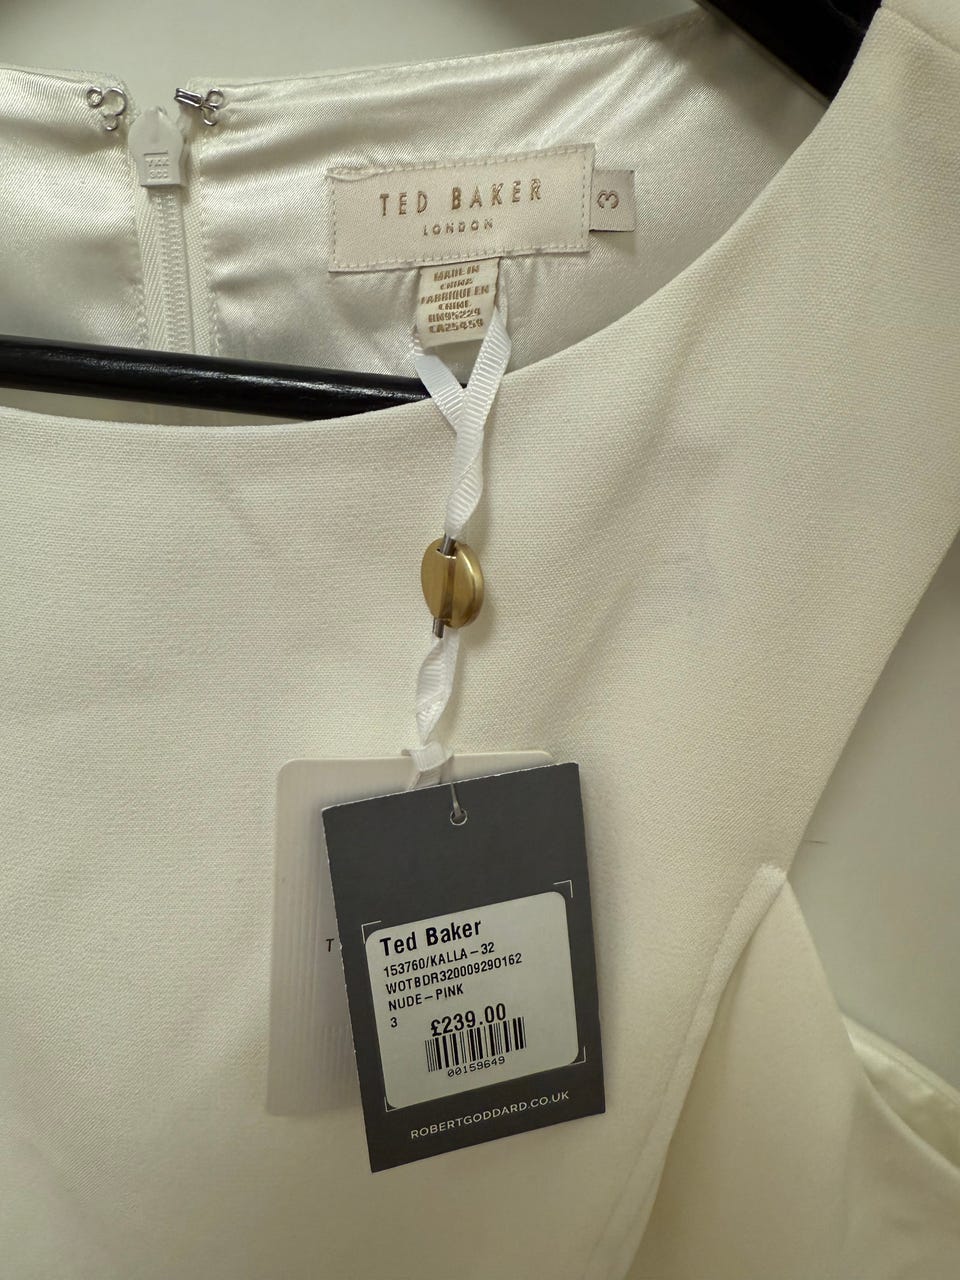 YKK
TED BAKER
LONDON
3
MADE IN
CHINA
FABRIQUE EN
CHINE
RN95229
CA25459
T
Ted Baker
153760/KALLA-32
WOTBDR320009290162
NUDE-PINK
3 £239.00
00159649
ROBERTGODDARD.CO.UK